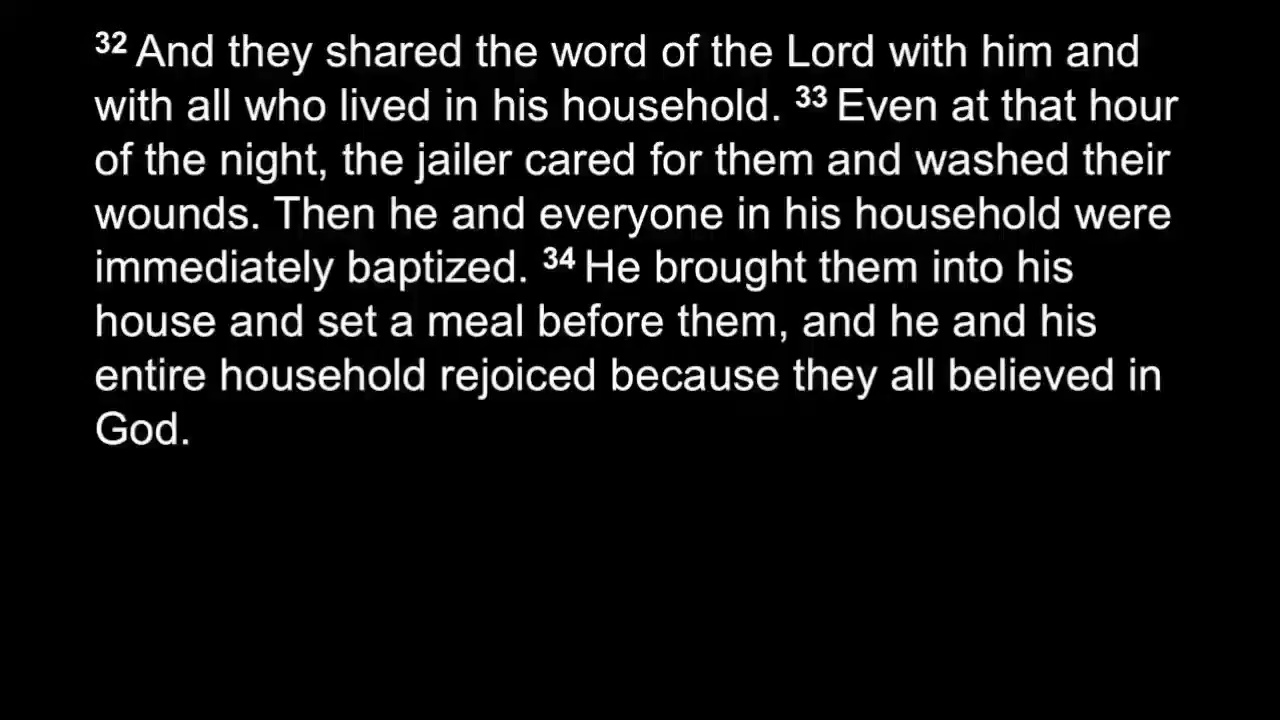 32 And they shared the word of the Lord with him and
with all who lived in his household. 33 Even at that hour
of the night, the jailer cared for them and washed their
wounds. Then he and everyone in his household were
immediately baptized. 34 He brought them into his
house and set a meal before them, and he and his
entire household rejoiced because they all believed in
God.